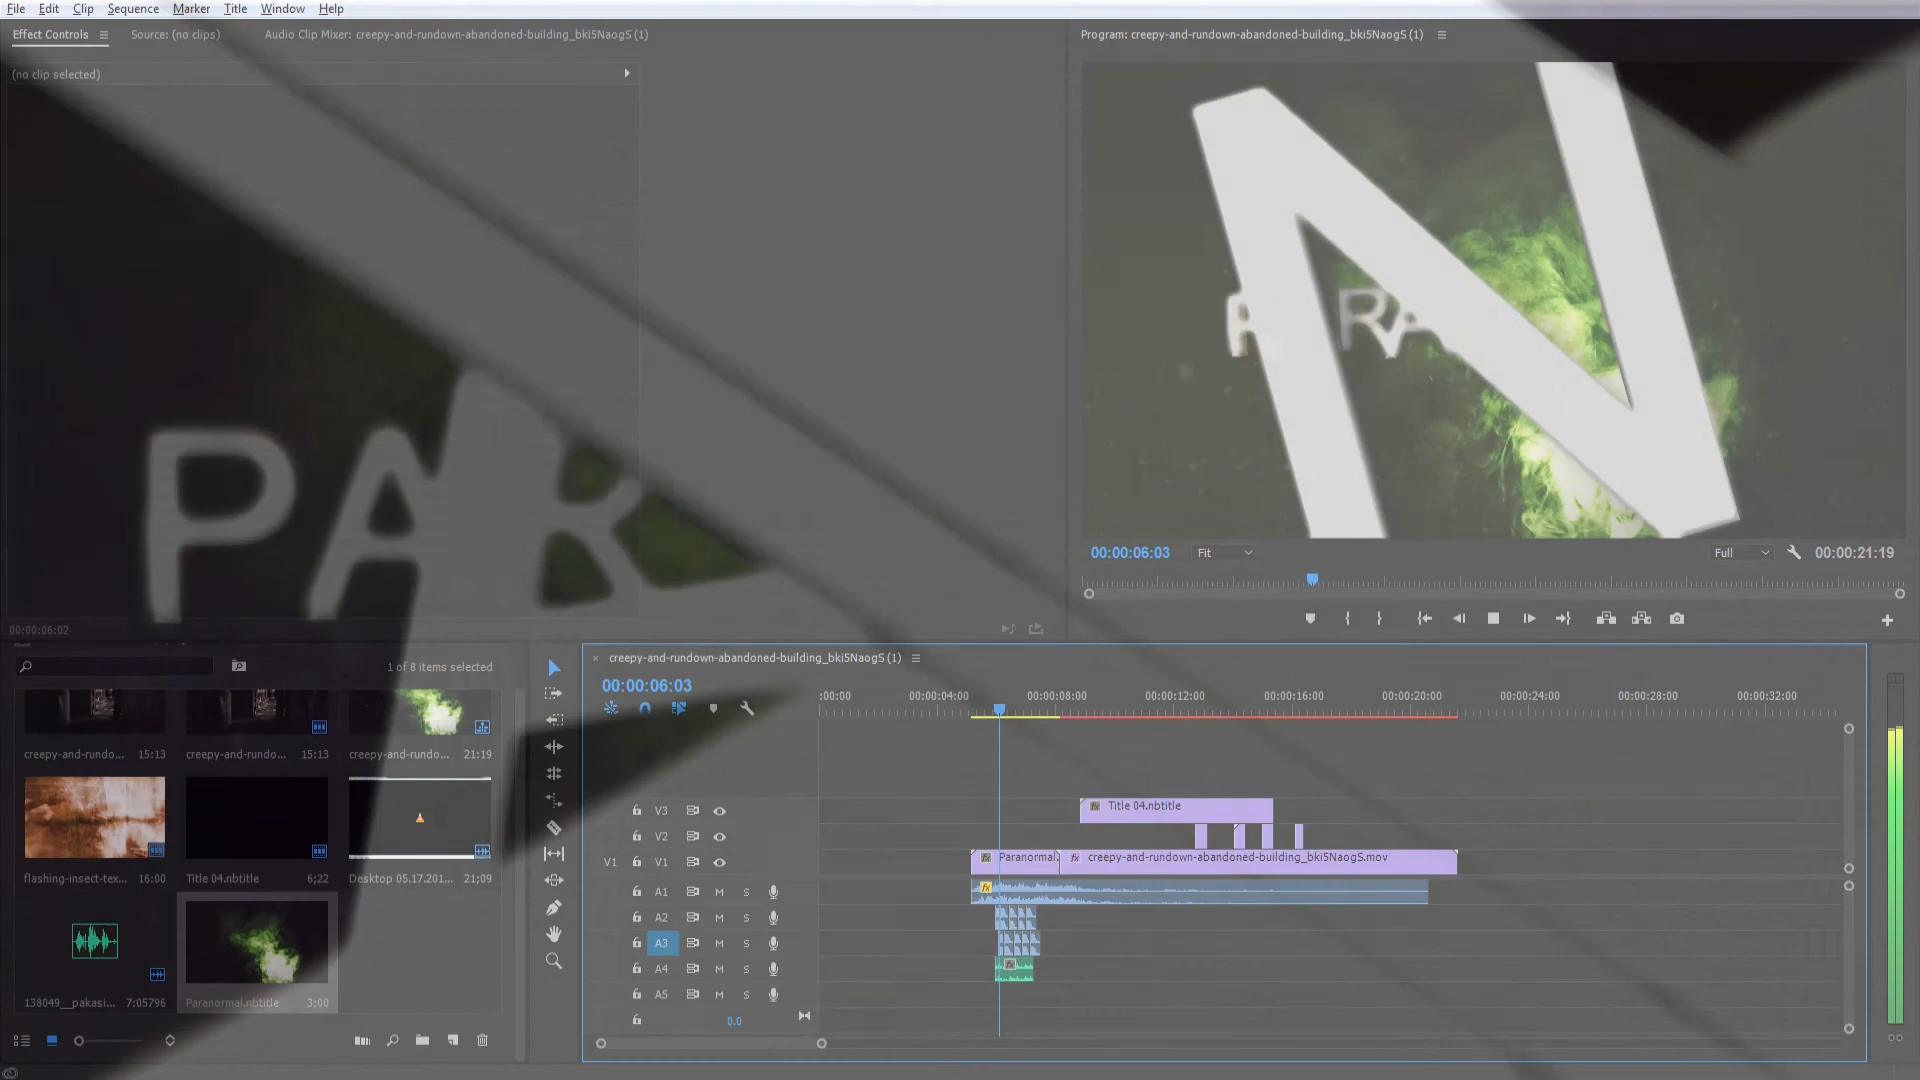 File Edit Clip Sequence Marker Title Window Help
Effect Controls Source: (no clips) Audio Clip Mixer: creepy-and-rundown-abandoned-building_bki5NaogS (1)
Program: creepy-and-rundown-abandoned-building_bki5NaogS (1)
(no clip selected)
N
P RA
PAR
00:00:06:03 Fit Full 00:00:21:19
00:00:06:02
1 of 8 items selected
creepy-and-rundo... 15:13 creepy-and-rundo... 15:13 creepy-and-rundo... 21:19
flashing-insect-tex... 16:00 Title 04.nbtitle 6;22 Desktop 05.17.201... 21;09
138049__pakasi... 7:05796 Paranormal.nbtitle 3;00
× creepy-and-rundown-abandoned-building_bki5NaogS (1)
00:00:06:03
:00:00 00:00:04:00 00:00:08:00 00:00:12:00 00:00:16:00 00:00:20:00 00:00:24:00 00:00:28:00 00:00:32:00
V3 fx Title 04.nbtitle
V2
V1 V1 fx Paranormal. fx creepy-and-rundown-abandoned-building_bki5NaogS.mov
A1 M S fx
A2 M S
A3 M S
A4 M S fx
A5 M S
0.0